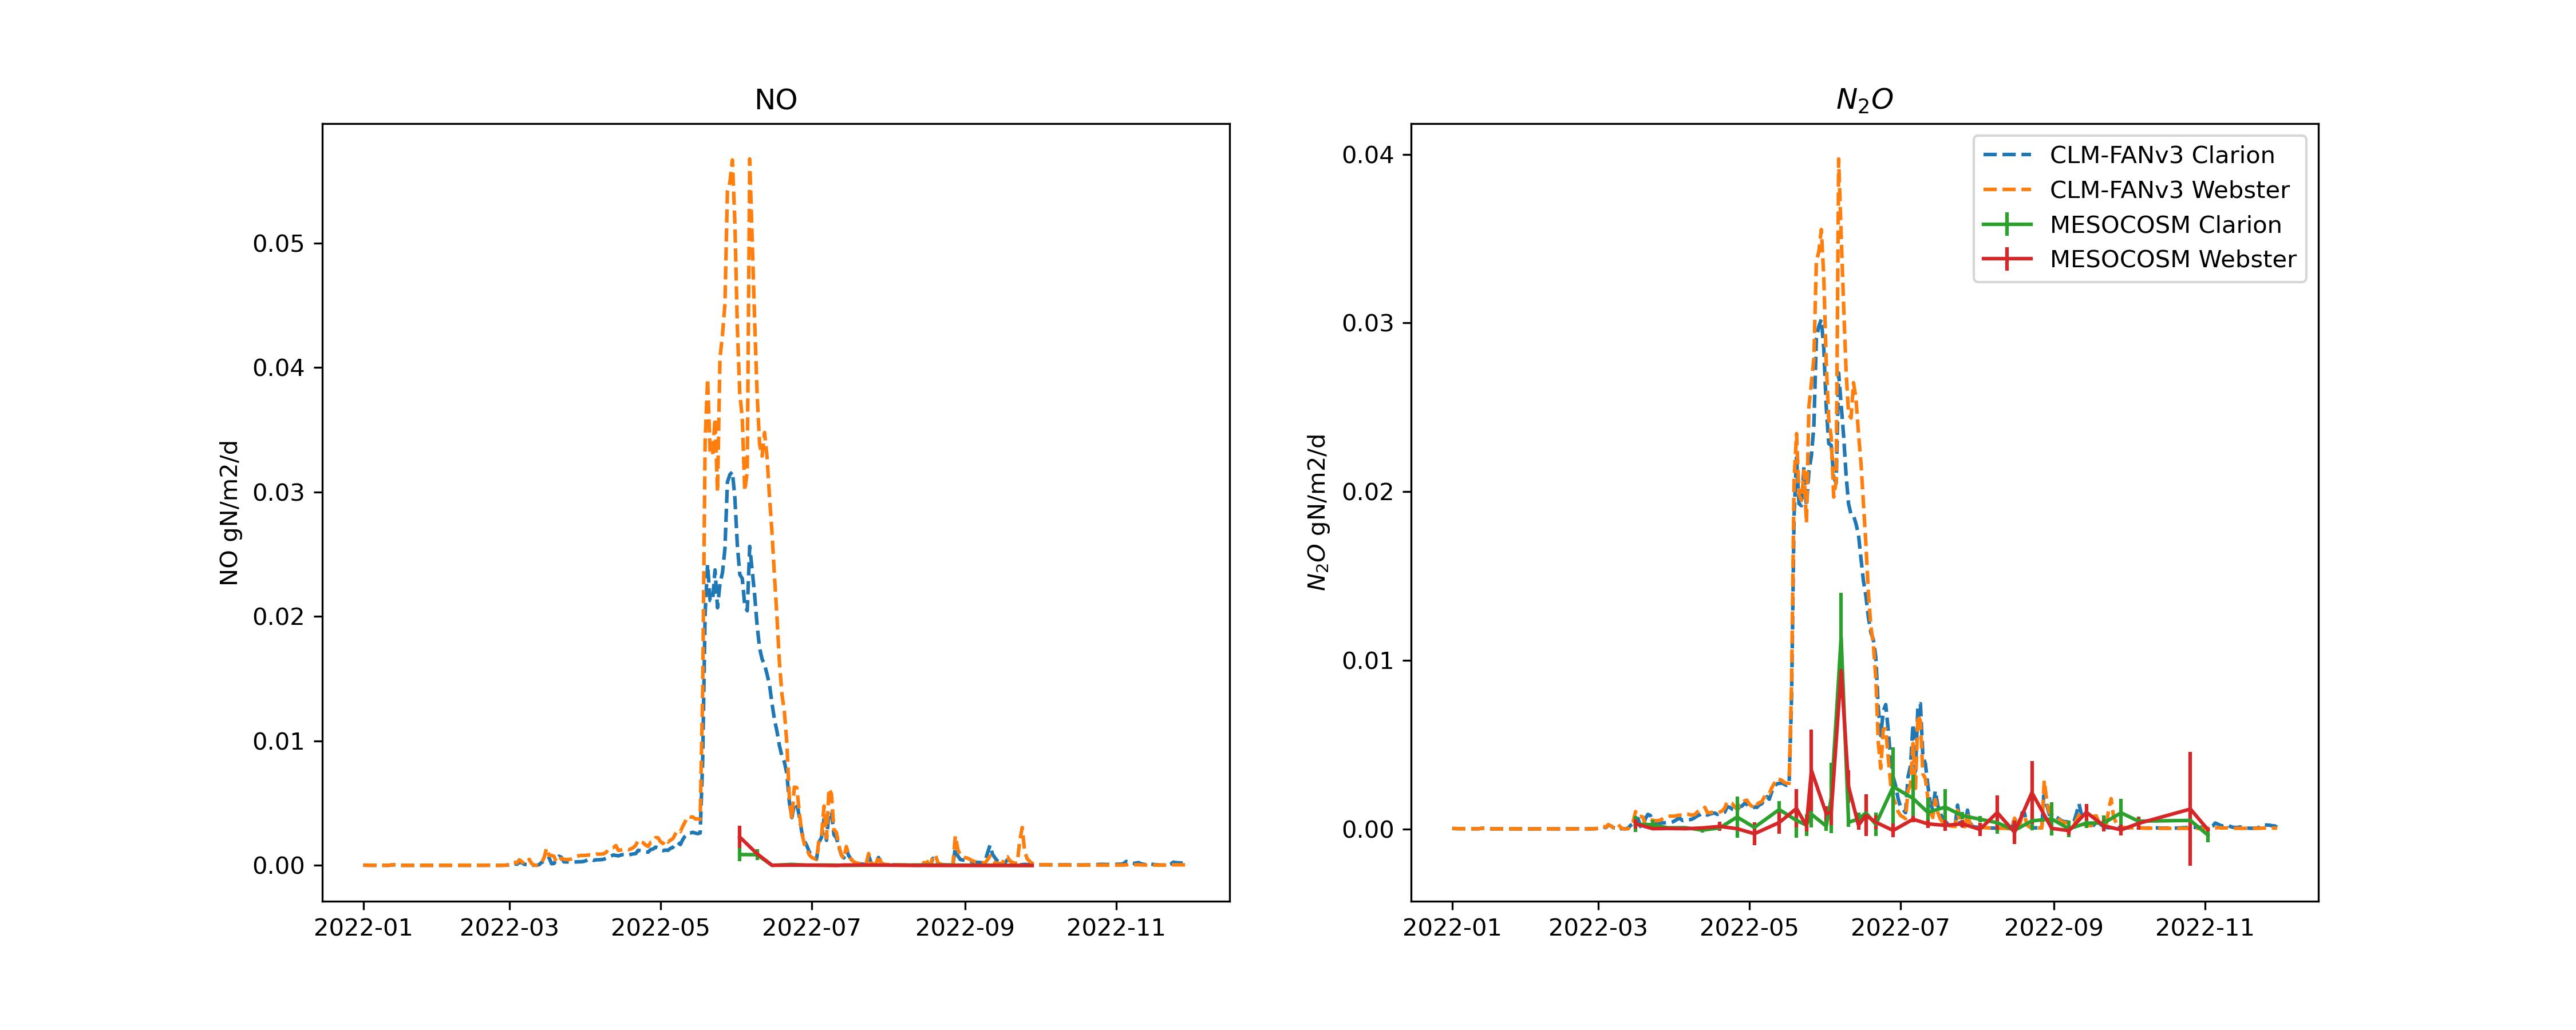 NO
NO gN/m2/d
0.05
0.04
0.03
0.02
0.01
0.00
2022-01 2022-03 2022-05 2022-07 2022-09 2022-11
N₂O
N₂O gN/m2/d
0.04
0.03
0.02
0.01
0.00
2022-01 2022-03 2022-05 2022-07 2022-09 2022-11
CLM-FANv3 Clarion
CLM-FANv3 Webster
MESOCOSM Clarion
MESOCOSM Webster